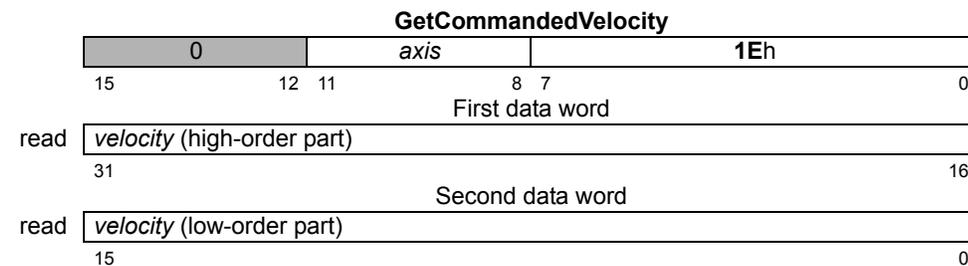 GetCommandedVelocity
0 axis 1Eh
15 12 11 8 7 0
First data word
read velocity (high-order part)
31 16
Second data word
read velocity (low-order part)
15 0